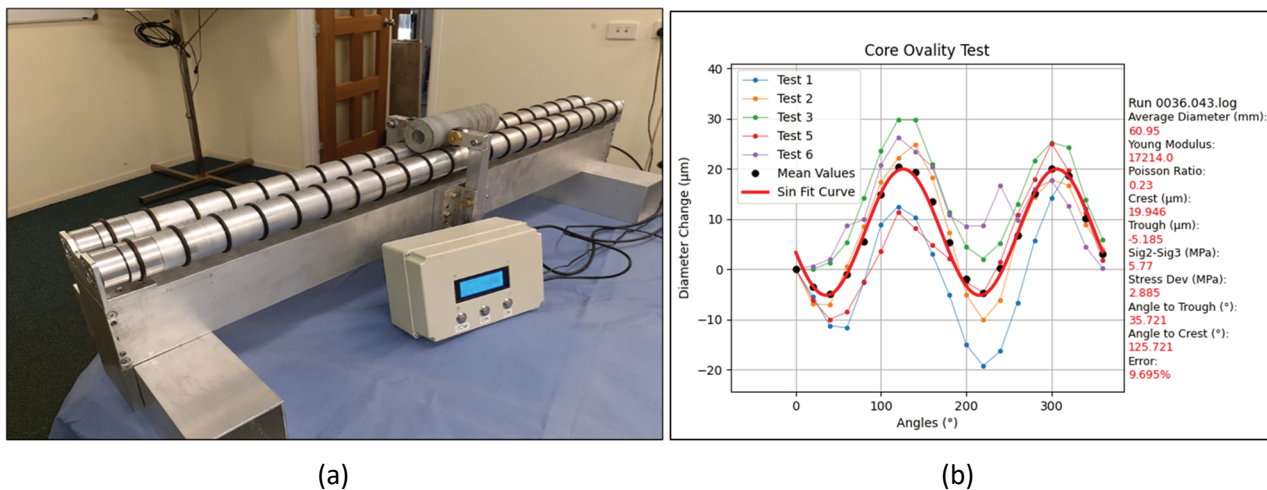 Core Ovality Test
40
30
20
10
0
−10
−20
Diameter Change (μm)
Test 1
Test 2
Test 3
Test 5
Test 6
Mean Values
Sin Fit Curve
0
100
200
300
Angles (°)
Run 0036.043.log
Average Diameter (mm):
60.95
Young Modulus:
17214.0
Poisson Ratio:
0.23
Crest (μm):
19.946
Trough (μm):
-5.185
Sig2-Sig3 (MPa):
5.77
Stress Dev (MPa):
2.885
Angle to Trough (°):
35.721
Angle to Crest (°):
125.721
Error:
9.695%
(a)
(b)